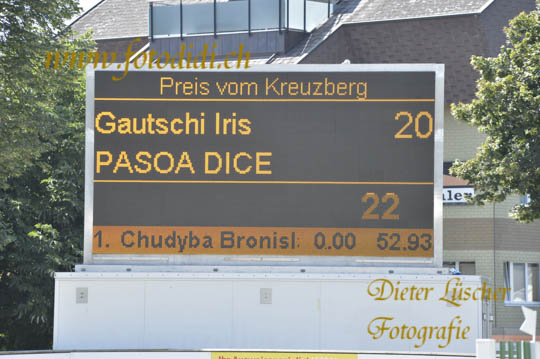 www.fotodidi.ch
Preis vom Kreuzberg
Gautschi Iris 20
PASOA DICE
22
1. Chudyba Bronisl: 0.00 52.93
Dieter Lüscher
Fotografie